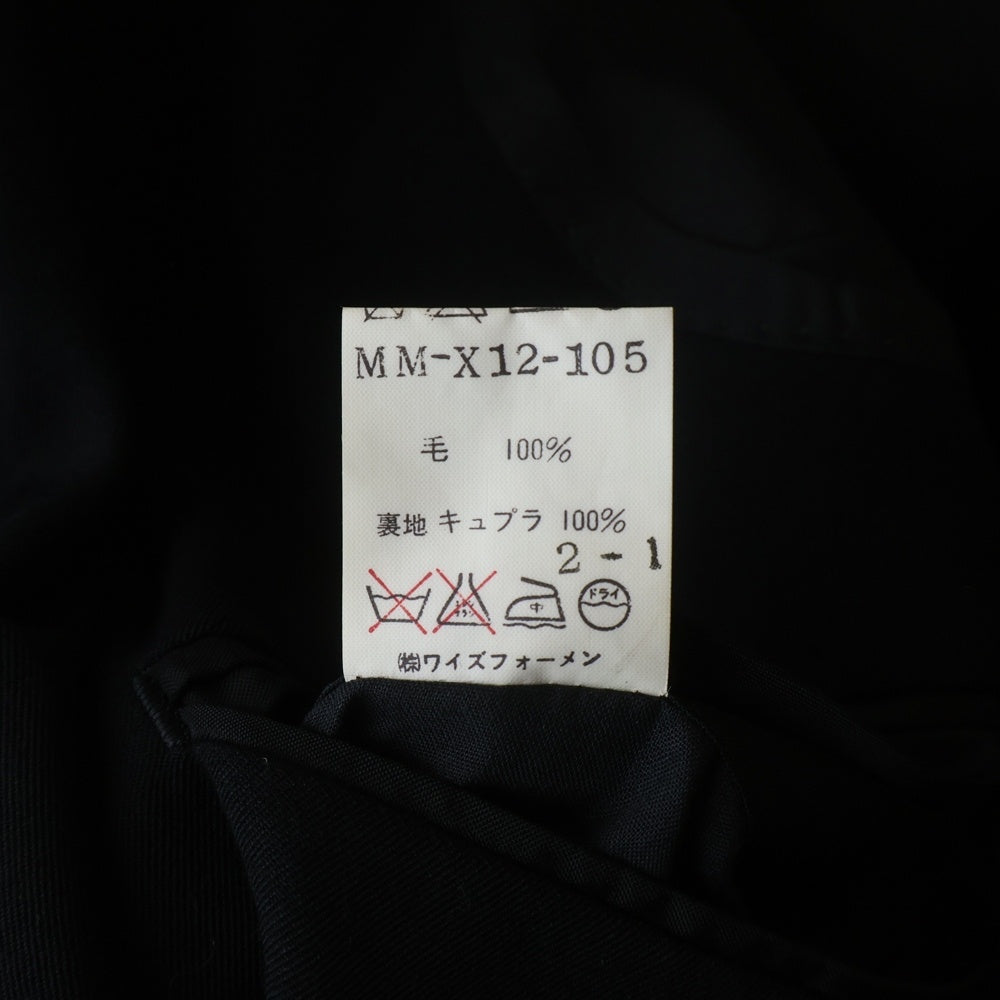 MM-X12-105
毛 100%
裏地 キュプラ 100%
2-1
中 ドライ
㈱ワイズフォーメン